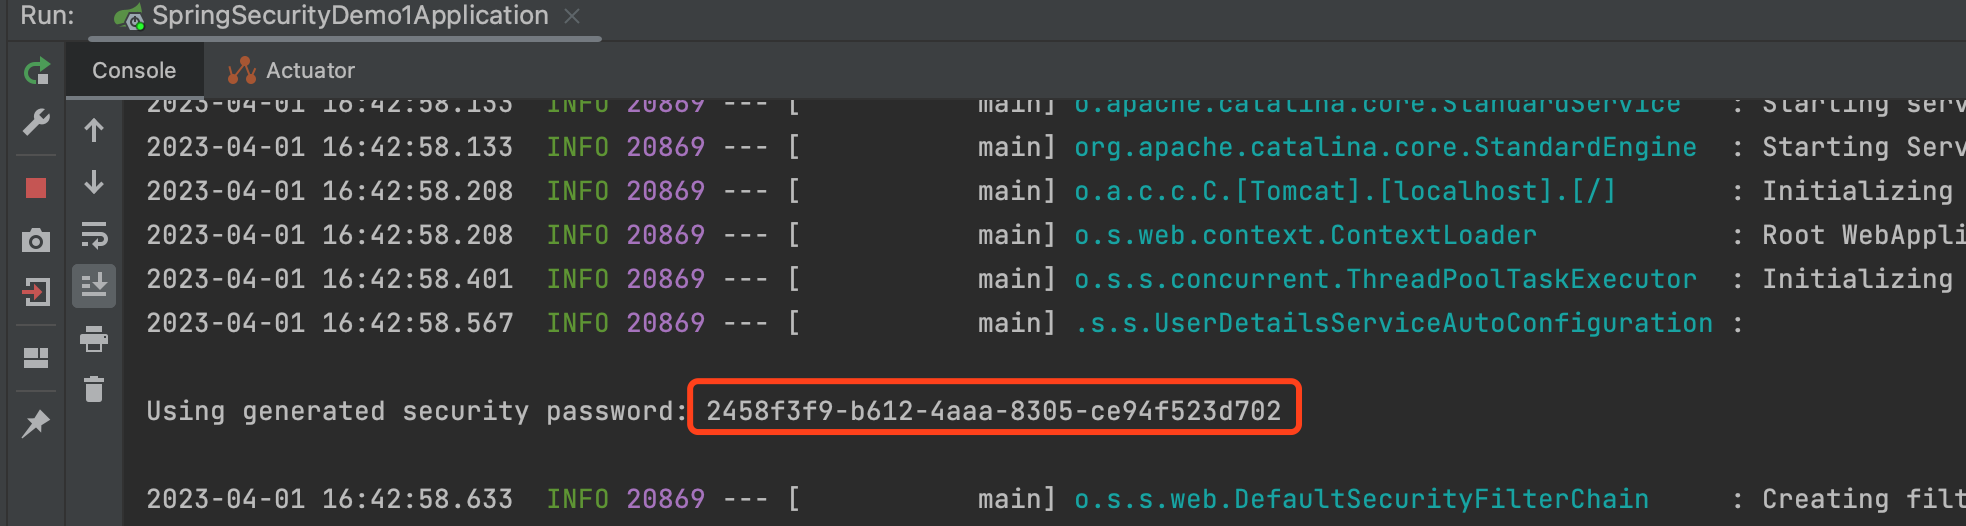 Run: SpringSecurityDemo1Application
Console Actuator
2023-04-01 16:42:58.133 INFO 20869 --- [ main] o.apache.catalina.core.StandardService : Starting serv
2023-04-01 16:42:58.133 INFO 20869 --- [ main] org.apache.catalina.core.StandardEngine : Starting Serv
2023-04-01 16:42:58.208 INFO 20869 --- [ main] o.a.c.c.C.[Tomcat].[localhost].[/] : Initializing
2023-04-01 16:42:58.208 INFO 20869 --- [ main] o.s.web.context.ContextLoader : Root WebAppli
2023-04-01 16:42:58.401 INFO 20869 --- [ main] o.s.s.concurrent.ThreadPoolTaskExecutor : Initializing
2023-04-01 16:42:58.567 INFO 20869 --- [ main] .s.s.UserDetailsServiceAutoConfiguration :
Using generated security password: 2458f3f9-b612-4aaa-8305-ce94f523d702
2023-04-01 16:42:58.633 INFO 20869 --- [ main] o.s.s.web.DefaultSecurityFilterChain : Creating filt